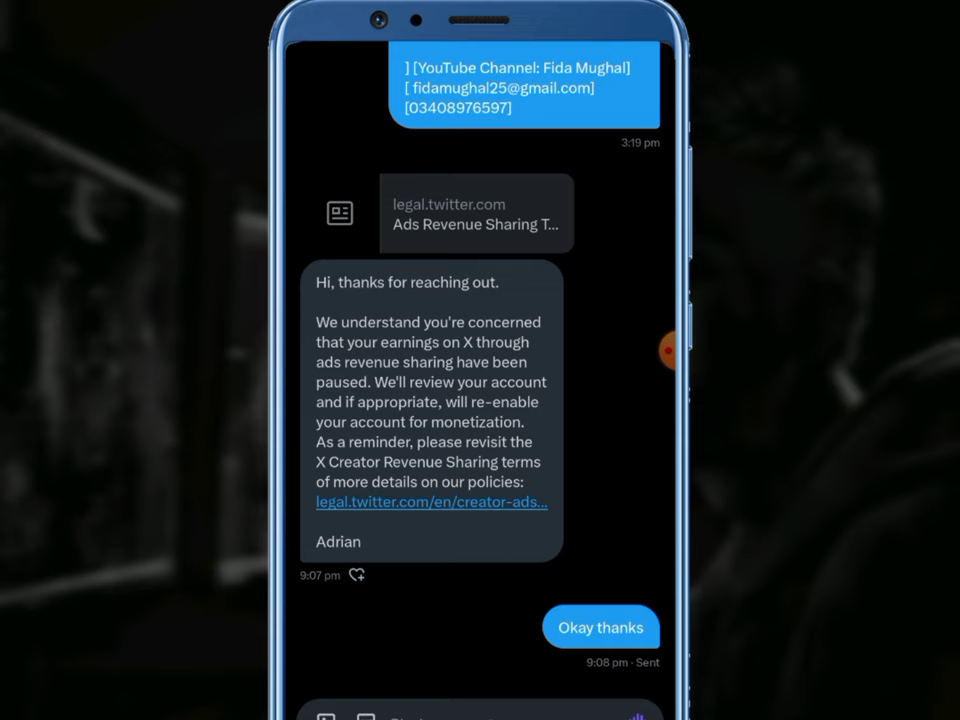 ] [YouTube Channel: Fida Mughal]
[ fidamughal25@gmail.com]
[03408976597]
3:19 pm
legal.twitter.com
Ads Revenue Sharing T...
Hi, thanks for reaching out.
We understand you're concerned
that your earnings on X through
ads revenue sharing have been
paused. We'll review your account
and if appropriate, will re-enable
your account for monetization.
As a reminder, please revisit the
X Creator Revenue Sharing terms
of more details on our policies:
legal.twitter.com/en/creator-ads...
Adrian
9:07 pm
Okay thanks
9:08 pm · Sent